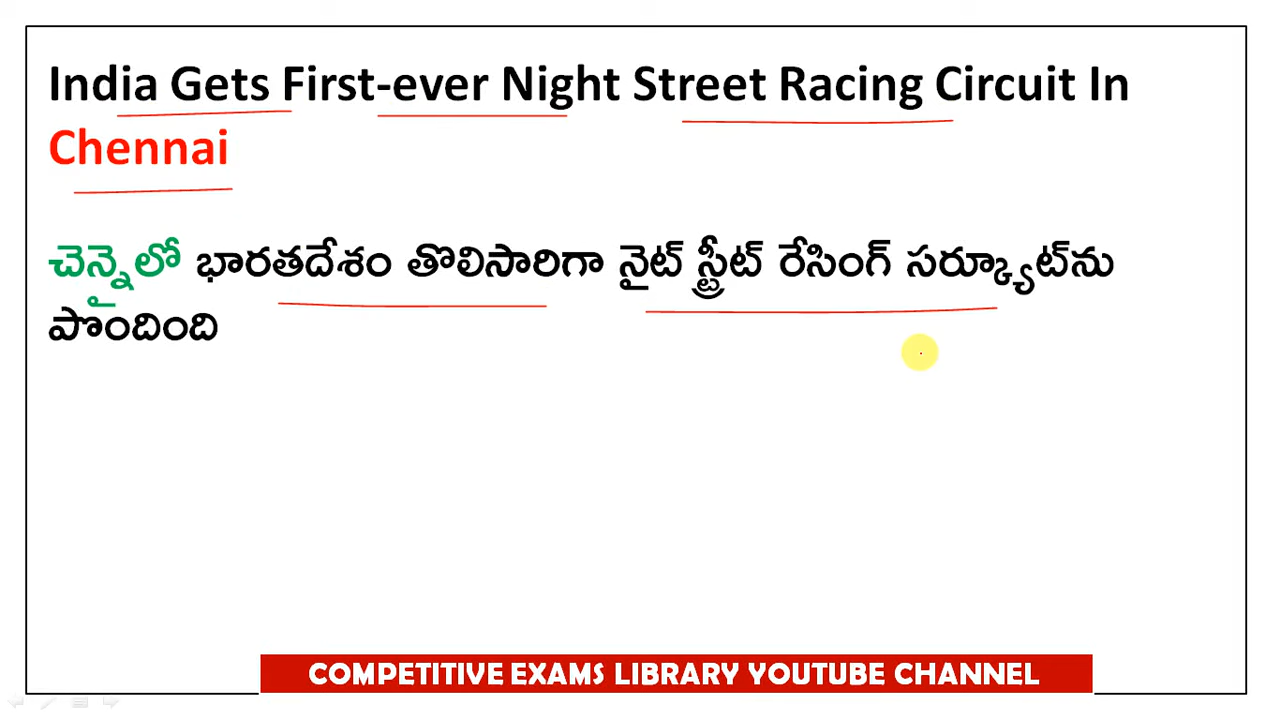 India Gets First-ever Night Street Racing Circuit In
Chennai
చెన్నైలో భారతదేశం తొలిసారిగా నైట్ స్ట్రీట్ రేసింగ్ సర్క్యూట్‌ను
పొందింది
COMPETITIVE EXAMS LIBRARY YOUTUBE CHANNEL